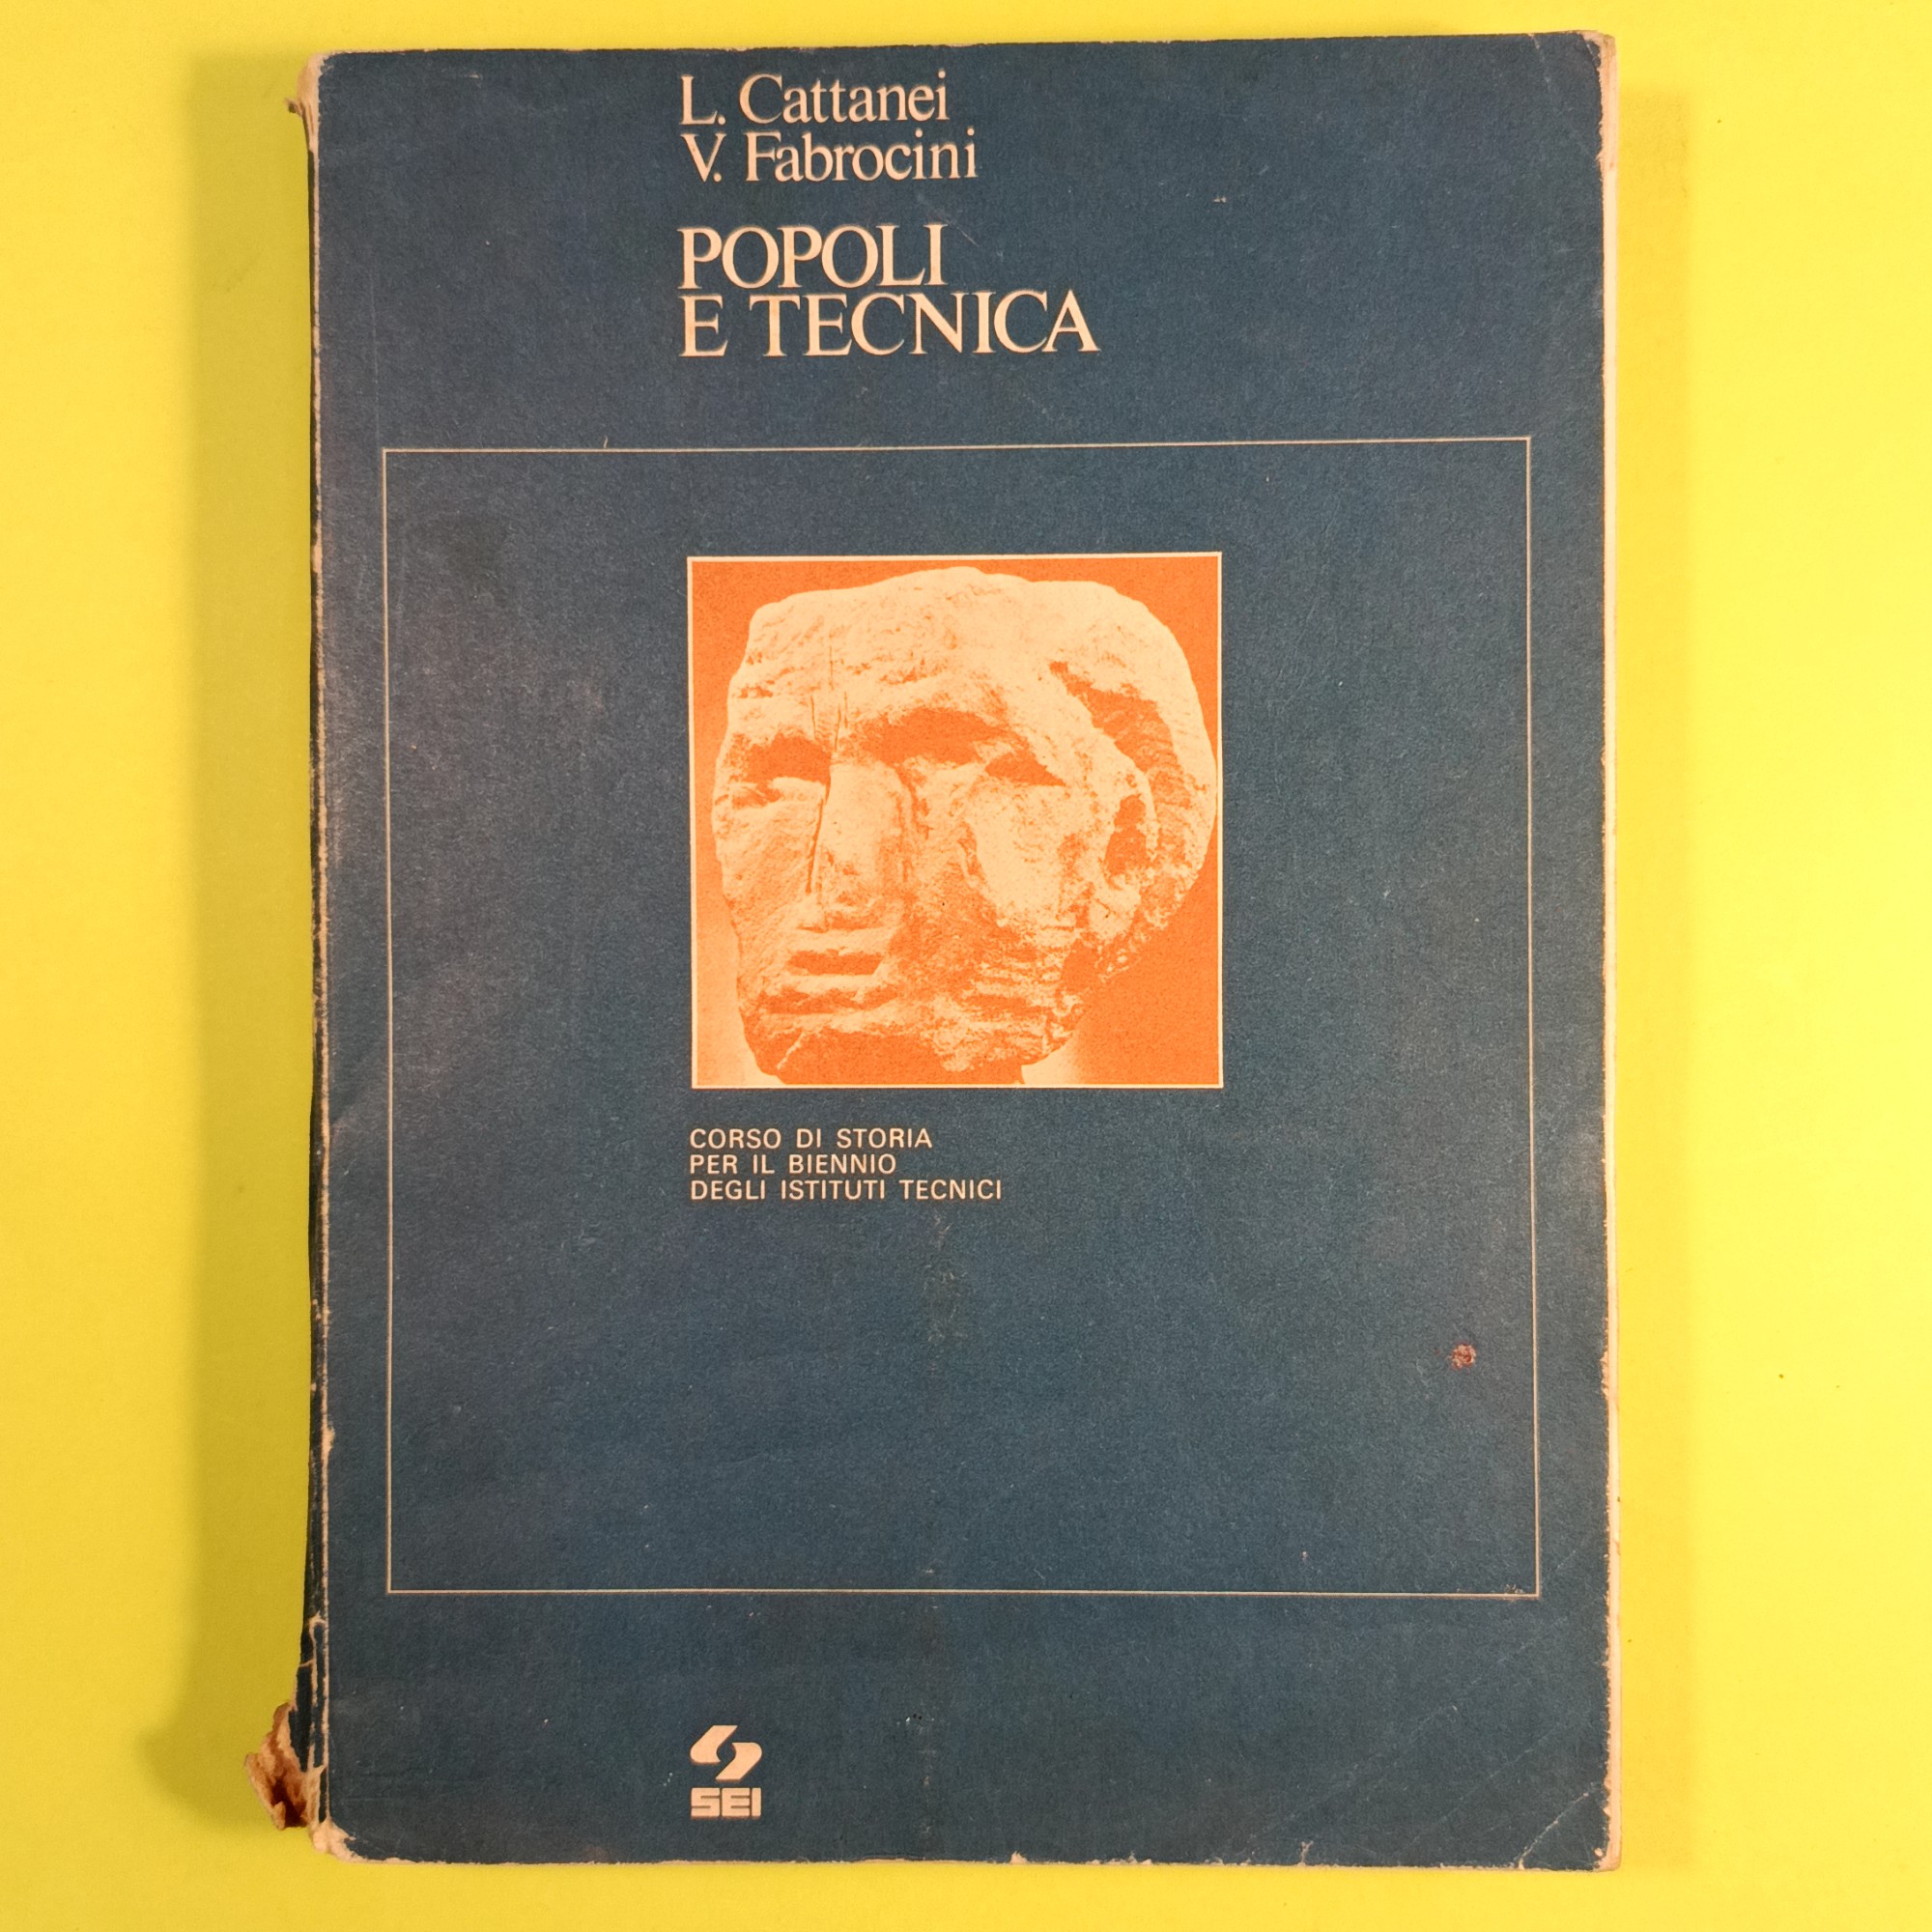 L. Cattanei
V. Fabrocini
POPOLI
E TECNICA
CORSO DI STORIA
PER IL BIENNIO
DEGLI ISTITUTI TECNICI
SEI